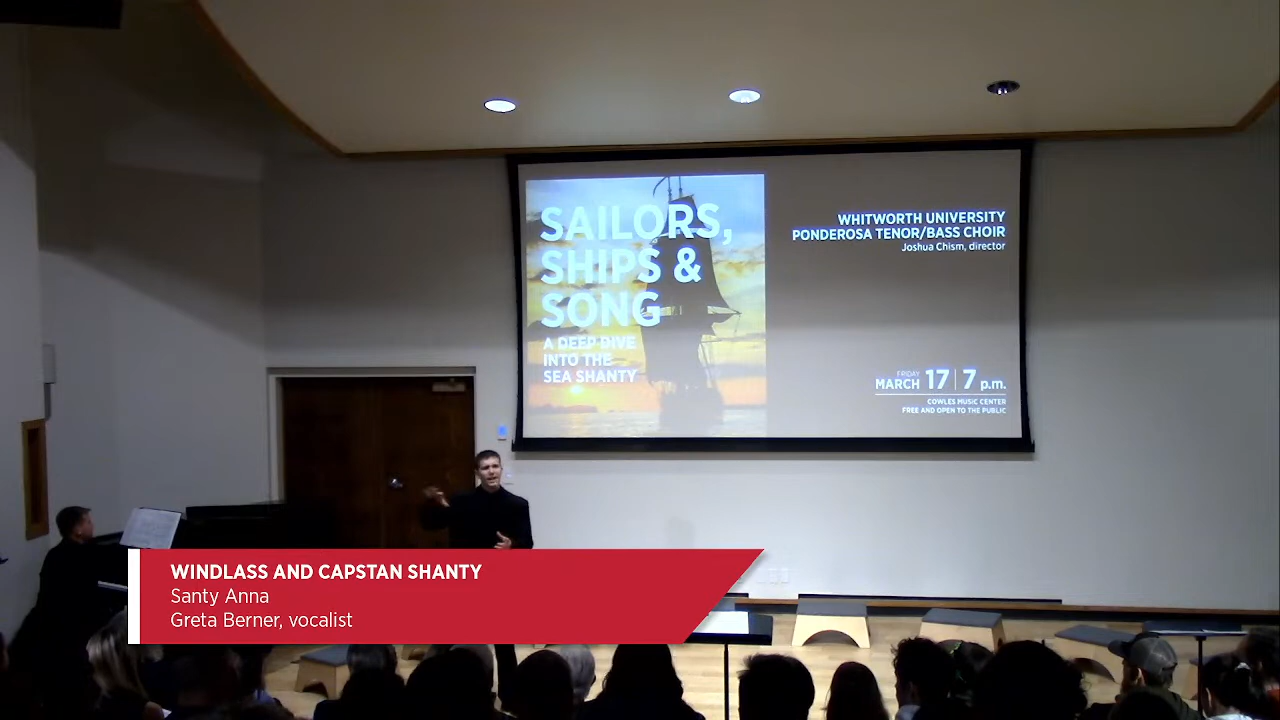 SAILORS,
SHIPS &
SONG
A DEEP DIVE
INTO THE
SEA SHANTY
WHITWORTH UNIVERSITY
PONDEROSA TENOR/BASS CHOIR
Joshua Chism, director
FRIDAY
MARCH 17 | 7 p.m.
COWLES MUSIC CENTER
FREE AND OPEN TO THE PUBLIC
WINDLASS AND CAPSTAN SHANTY
Santy Anna
Greta Berner, vocalist